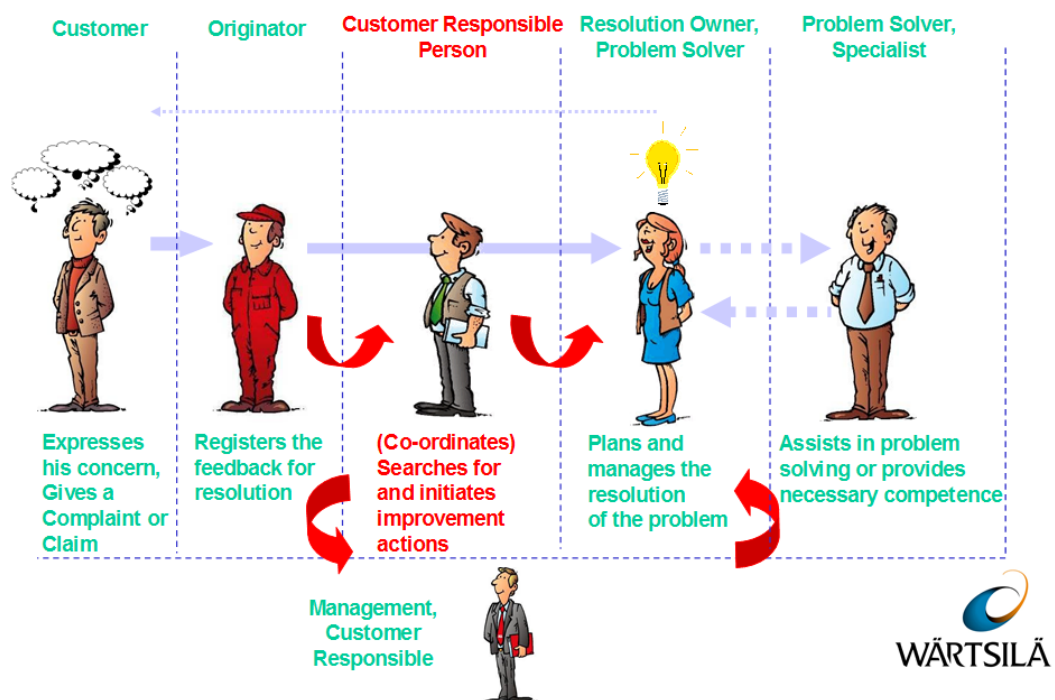 Customer
Originator
Customer Responsible
Person
Resolution Owner,
Problem Solver
Problem Solver,
Specialist
Expresses
his concern,
Gives a
Complaint or
Claim
Registers the
feedback for
resolution
(Co-ordinates)
Searches for
and initiates
improvement
actions
Plans and
manages the
resolution
of the problem
Assists in problem
solving or provides
necessary competence
Management,
Customer
Responsible
WÄRTSILÄ